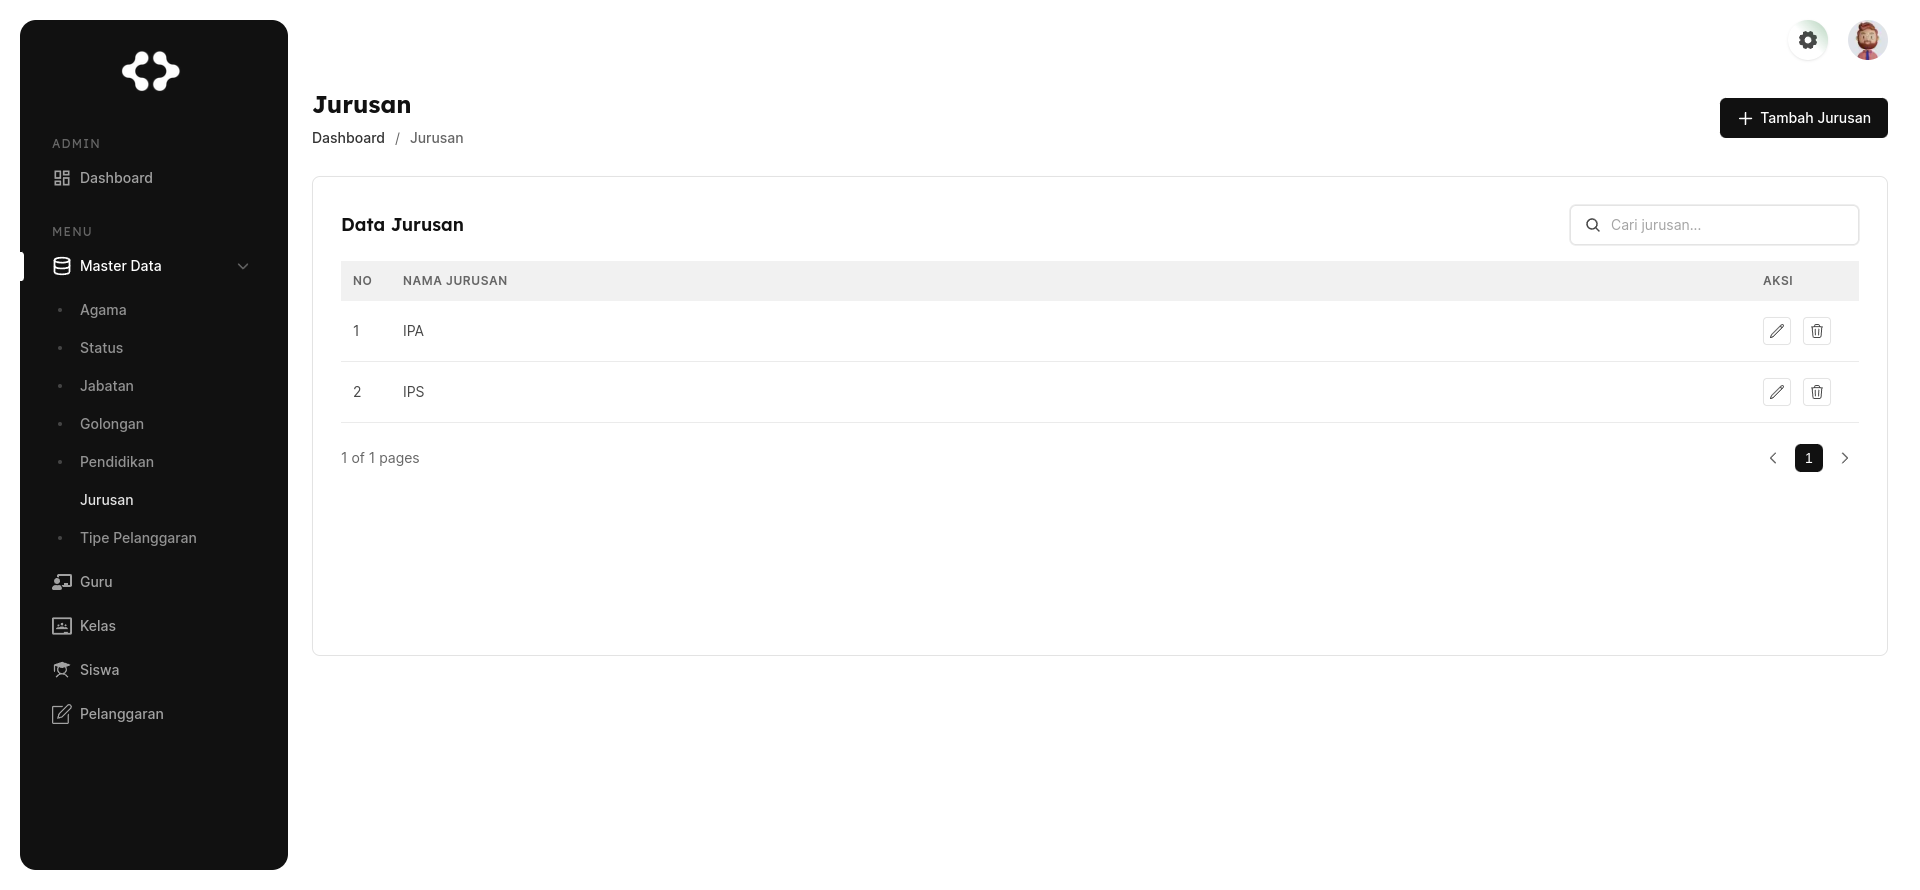 ADMIN
Dashboard
MENU
Master Data
Agama
Status
Jabatan
Golongan
Pendidikan
Jurusan
Tipe Pelanggaran
Guru
Kelas
Siswa
Pelanggaran
Jurusan
Dashboard / Jurusan
+ Tambah Jurusan
Data Jurusan
Cari jurusan...
NO NAMA JURUSAN AKSI
1 IPA
2 IPS
1 of 1 pages
1